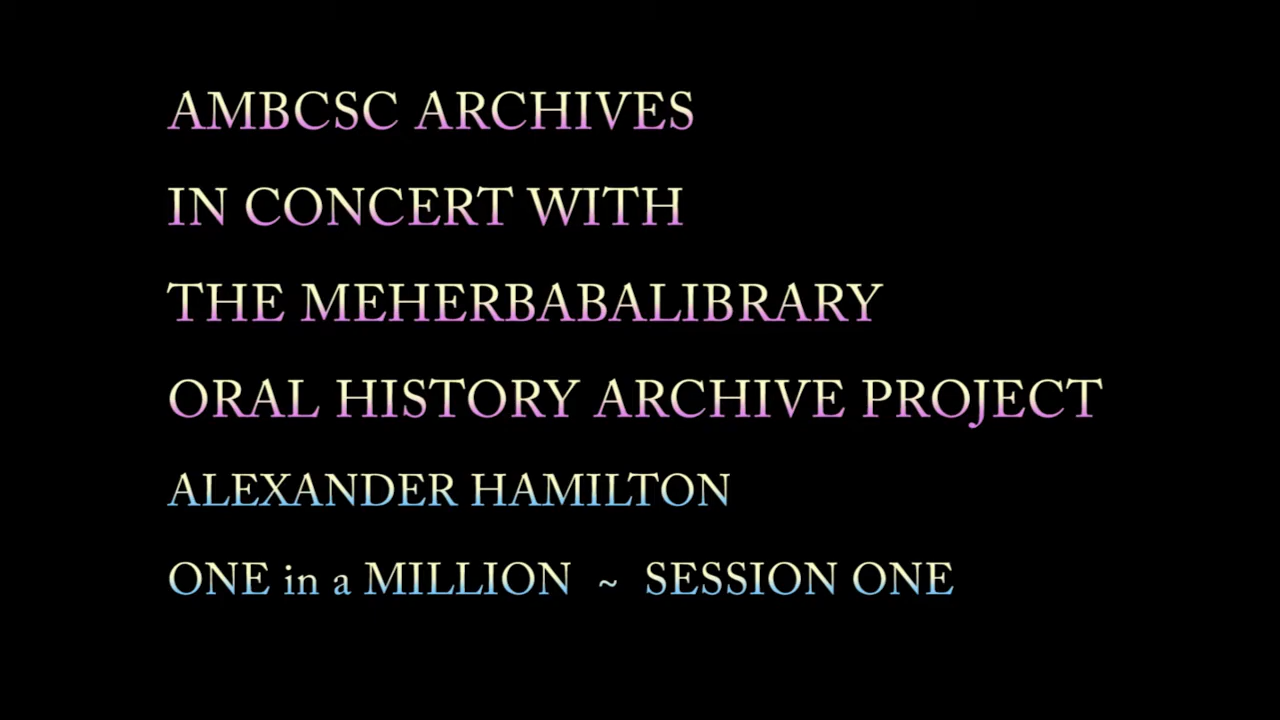 AMBCSC ARCHIVES
IN CONCERT WITH
THE MEHERBABALIBRARY
ORAL HISTORY ARCHIVE PROJECT
ALEXANDER HAMILTON
ONE in a MILLION ~ SESSION ONE